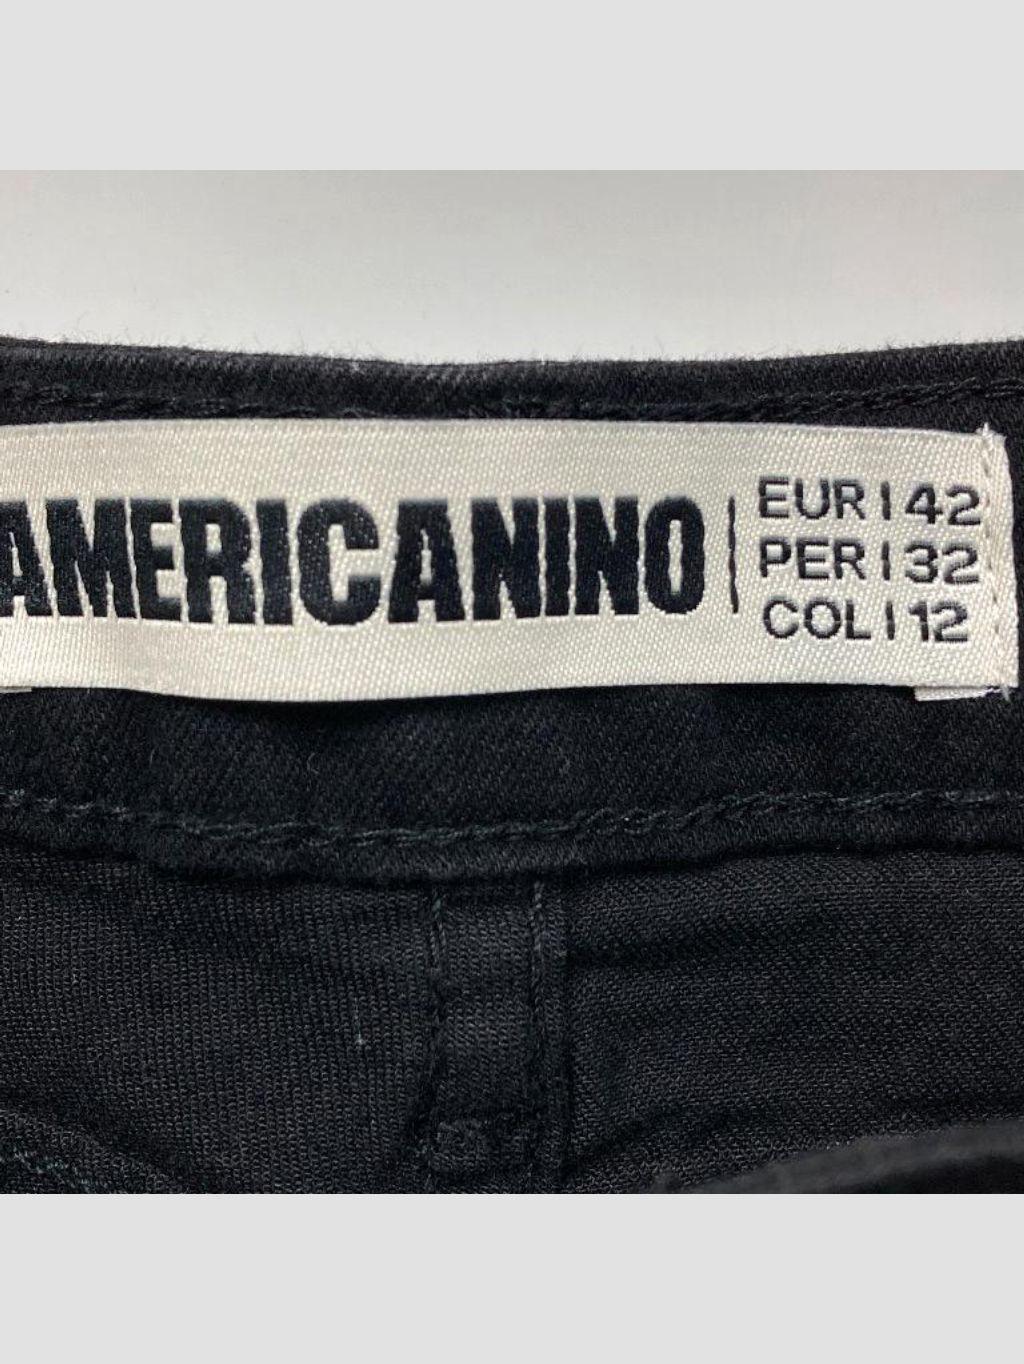 AMERICANINO
EUR | 42
PER | 32
COL | 12